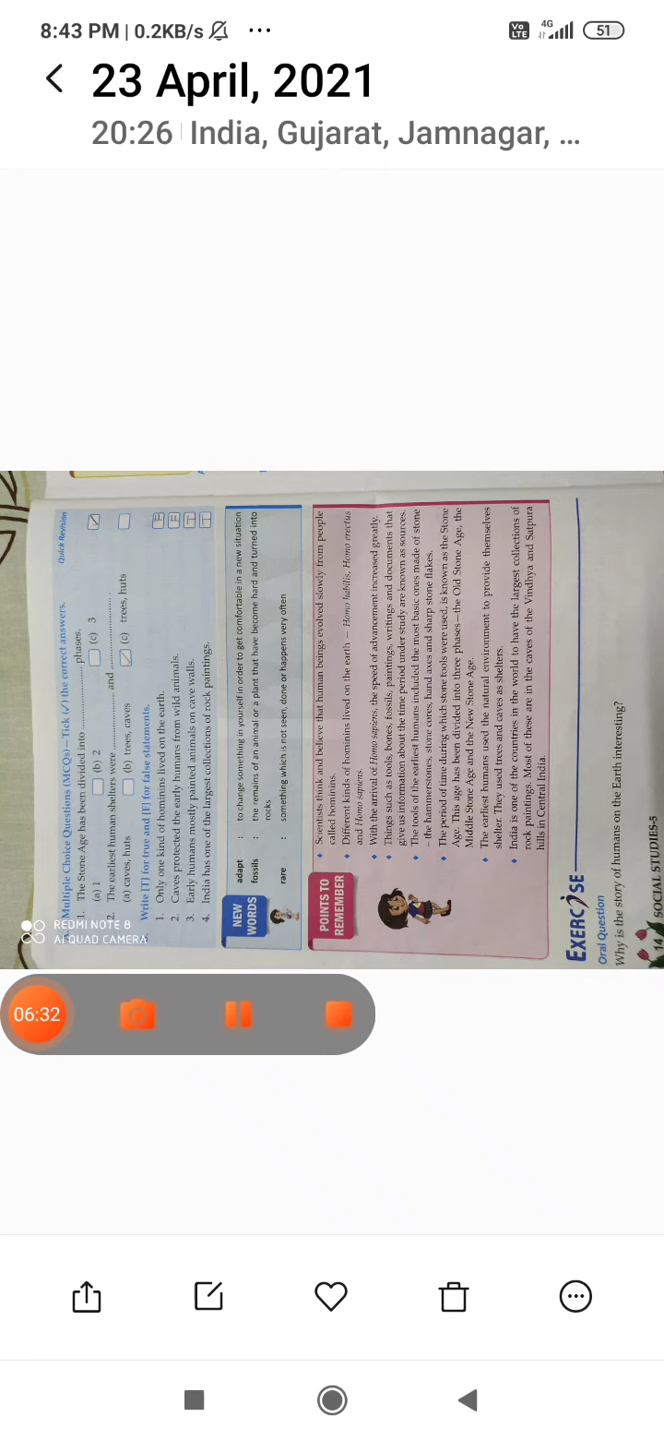 8:43 PM | 0.2KB/s ...
Vo LTE 4G 51
23 April, 2021
20:26 India, Gujarat, Jamnagar, ...
Quick Revision
Multiple Choice Questions (MCQs)—Tick (✓) the correct answers.
1. The Stone Age has been divided into .................... phases.
(a) 1 (b) 2 (c) 3
2. The earliest human shelters were .................... and .................... .
(a) caves, huts (b) trees, caves (c) trees, huts
Write [T] for true and [F] for false statements.
1. Only one kind of hominins lived on the earth. F
2. Caves protected the early humans from wild animals. F
3. Early humans mostly painted animals on cave walls. T
4. India has one of the largest collections of rock paintings. T
NEW
WORDS
adapt : to change something in yourself in order to get comfortable in a new situation
fossils : the remains of an animal or a plant that have become hard and turned into
rocks
rare : something which is not seen, done or happens very often
POINTS TO
REMEMBER
• Scientists think and believe that human beings evolved slowly from people
called hominins.
• Different kinds of hominins lived on the earth — Homo habilis, Homo erectus
and Homo sapiens.
• With the arrival of Homo sapiens, the speed of advancement increased greatly.
• Things such as tools, bones, fossils, paintings, writings and documents that
give us information about the time period under study are known as sources.
• The tools of the earliest humans included the most basic ones made of stone
– the hammerstones, stone cores, hand axes and sharp stone flakes.
• The period of time during which stone tools were used, is known as the Stone
Age. This age has been divided into three phases—the Old Stone Age, the
Middle Stone Age and the New Stone Age.
• The earliest humans used the natural environment to provide themselves
shelter. They used trees and caves as shelters.
• India is one of the countries in the world to have the largest collections of
rock paintings. Most of these are in the caves of the Vindhya and Satpura
hills in Central India.
EXERCISE
Oral Question
Why is the story of humans on the Earth interesting?
14 SOCIAL STUDIES-5
REDMI NOTE 8
AI QUAD CAMERA
06:32